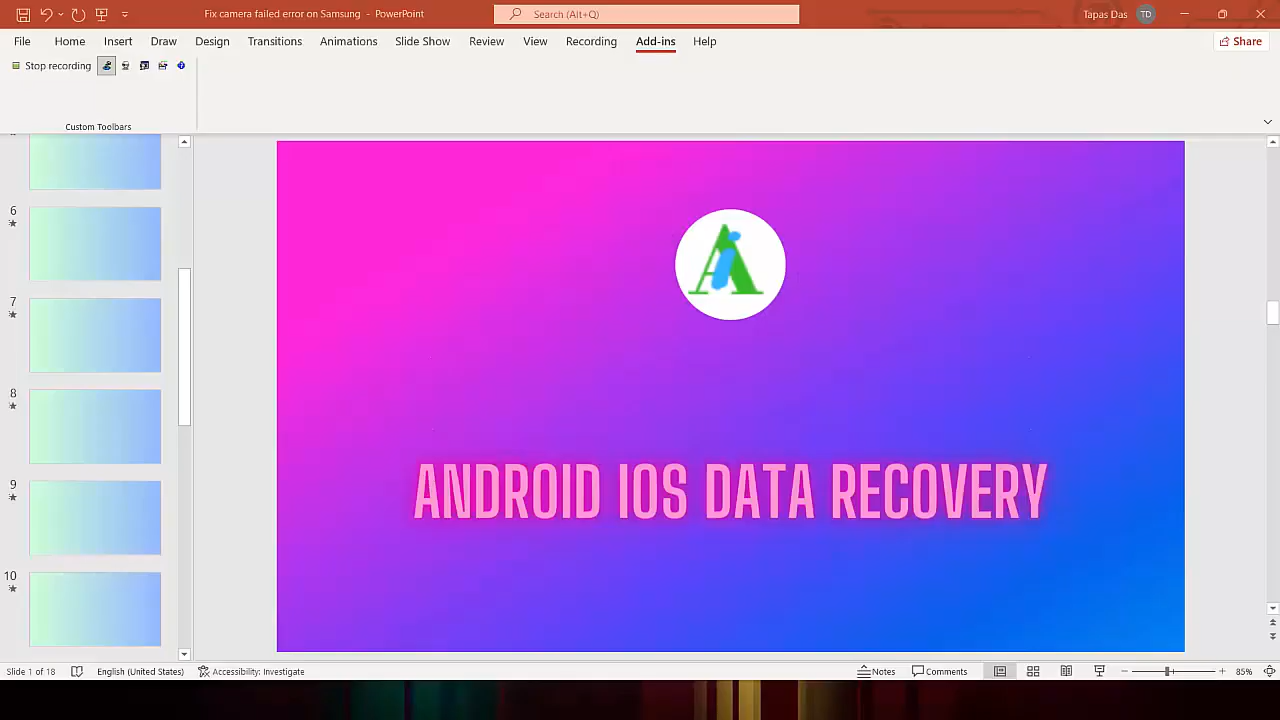 Fix camera failed error on Samsung - PowerPoint
Search (Alt+Q)
Tapas Das TD
File Home Insert Draw Design Transitions Animations Slide Show Review View Recording Add-ins Help
Share
Stop recording
Custom Toolbars
6
7
8
9
10
ANDROID IOS DATA RECOVERY
Slide 1 of 18 English (United States) Accessibility: Investigate Notes Comments 85%